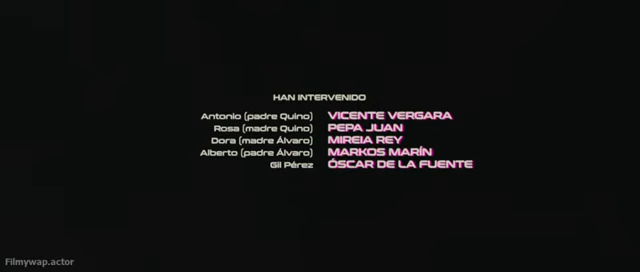 HAN INTERVENIDO
Antonio (padre Quino) VICENTE VERGARA
Rosa (madre Quino) PEPA JUAN
Dora (madre Álvaro) MIREIA REY
Alberto (padre Álvaro) MARKOS MARÍN
Gil Pérez ÓSCAR DE LA FUENTE
Filmywap.actor